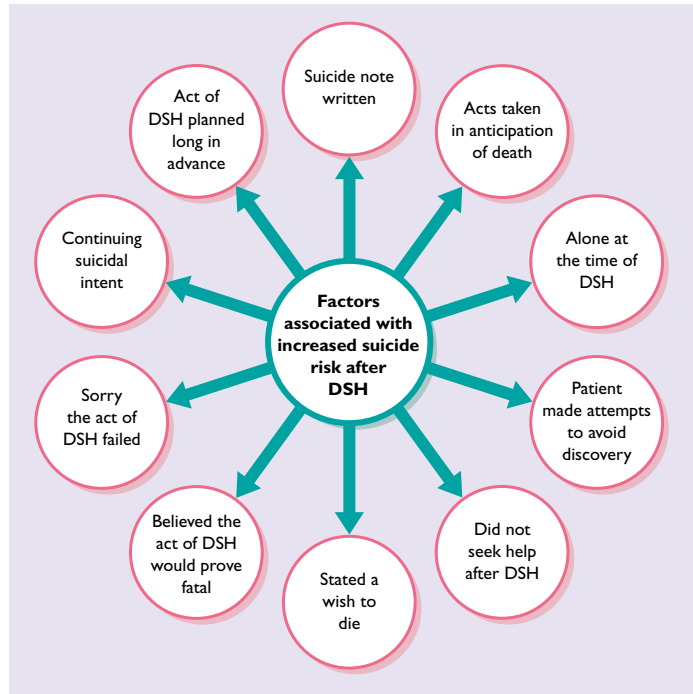 Suicide note
written
Acts taken
in anticipation
of death
Alone at
the time of
DSH
Patient
made attempts
to avoid
discovery
Did not
seek help
after DSH
Stated a
wish to
die
Believed the
act of DSH
would prove
fatal
Sorry
the act of
DSH failed
Continuing
suicidal
intent
Act of
DSH planned
long in
advance
Factors
associated with
increased suicide
risk after
DSH